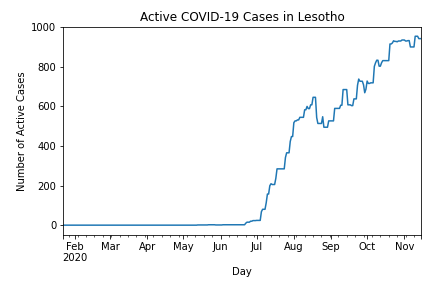 Active COVID-19 Cases in Lesotho
Number of Active Cases
1000
800
600
400
200
0
Feb Mar Apr May Jun Jul Aug Sep Oct Nov
2020
Day